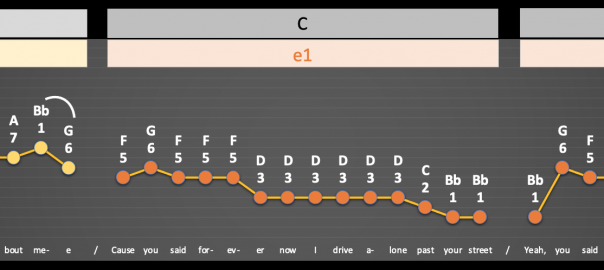 C
e1
A Bb G F G F F F D D D D D D C Bb Bb Bb G F
7 1 6 5 6 5 5 5 3 3 3 3 3 3 2 1 1 1 6 5
bout me- e / Cause you said for- ev- er now I drive a- lone past your street / Yeah, you said